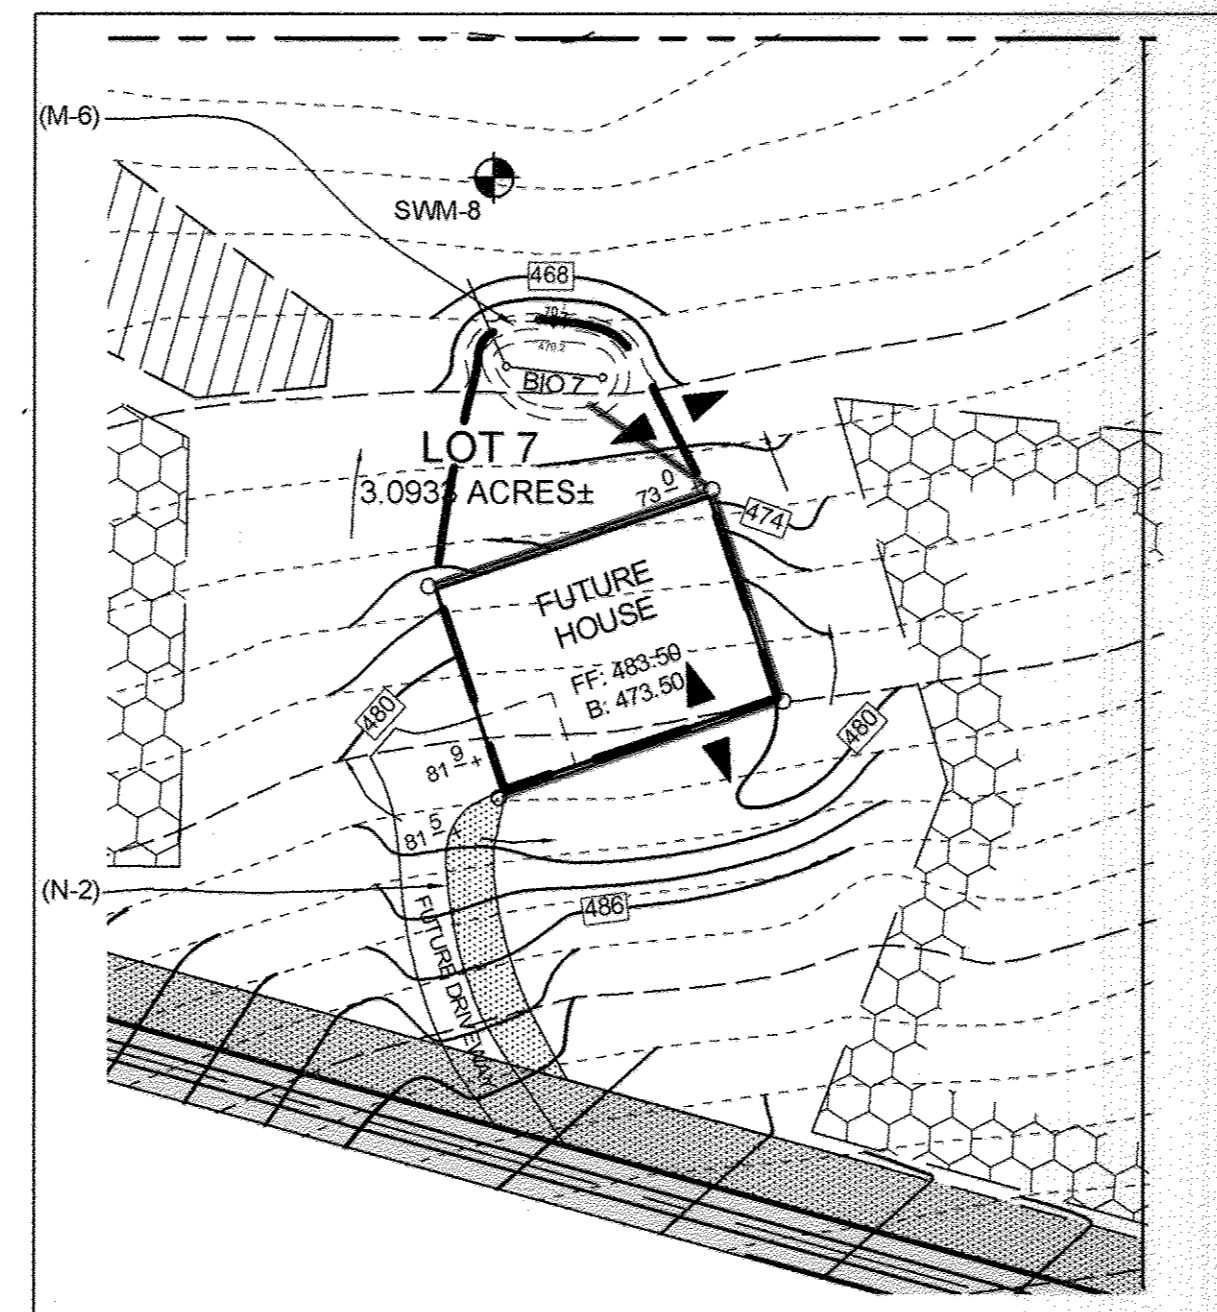 (M-6)
SWM-8
468
470.2
BIO 7
LOT 7
3.0933 ACRES±
73 0
474
FUTURE
HOUSE
FF: 483.50
B: 473.50
480
480
81 9
81 5
(N-2)
486
FUTURE DRIVEWAY